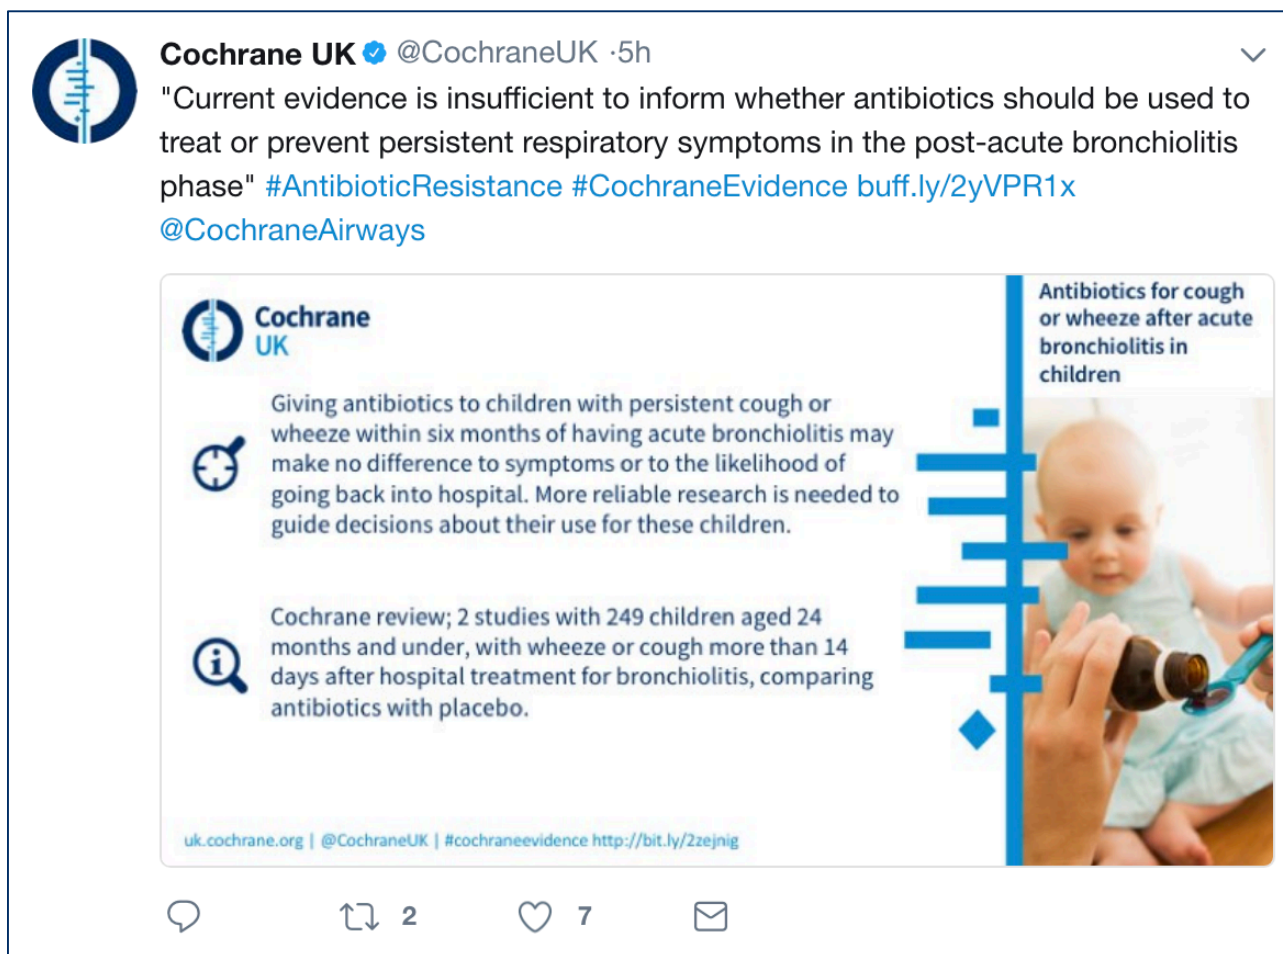 Cochrane UK @CochraneUK ·5h
"Current evidence is insufficient to inform whether antibiotics should be used to
treat or prevent persistent respiratory symptoms in the post-acute bronchiolitis
phase" #AntibioticResistance #CochraneEvidence buff.ly/2yVPR1x
@CochraneAirways
Cochrane
UK
Giving antibiotics to children with persistent cough or
wheeze within six months of having acute bronchiolitis may
make no difference to symptoms or to the likelihood of
going back into hospital. More reliable research is needed to
guide decisions about their use for these children.
Cochrane review; 2 studies with 249 children aged 24
months and under, with wheeze or cough more than 14
days after hospital treatment for bronchiolitis, comparing
antibiotics with placebo.
uk.cochrane.org | @CochraneUK | #cochraneevidence http://bit.ly/2zejnig
Antibiotics for cough
or wheeze after acute
bronchiolitis in
children
2 7